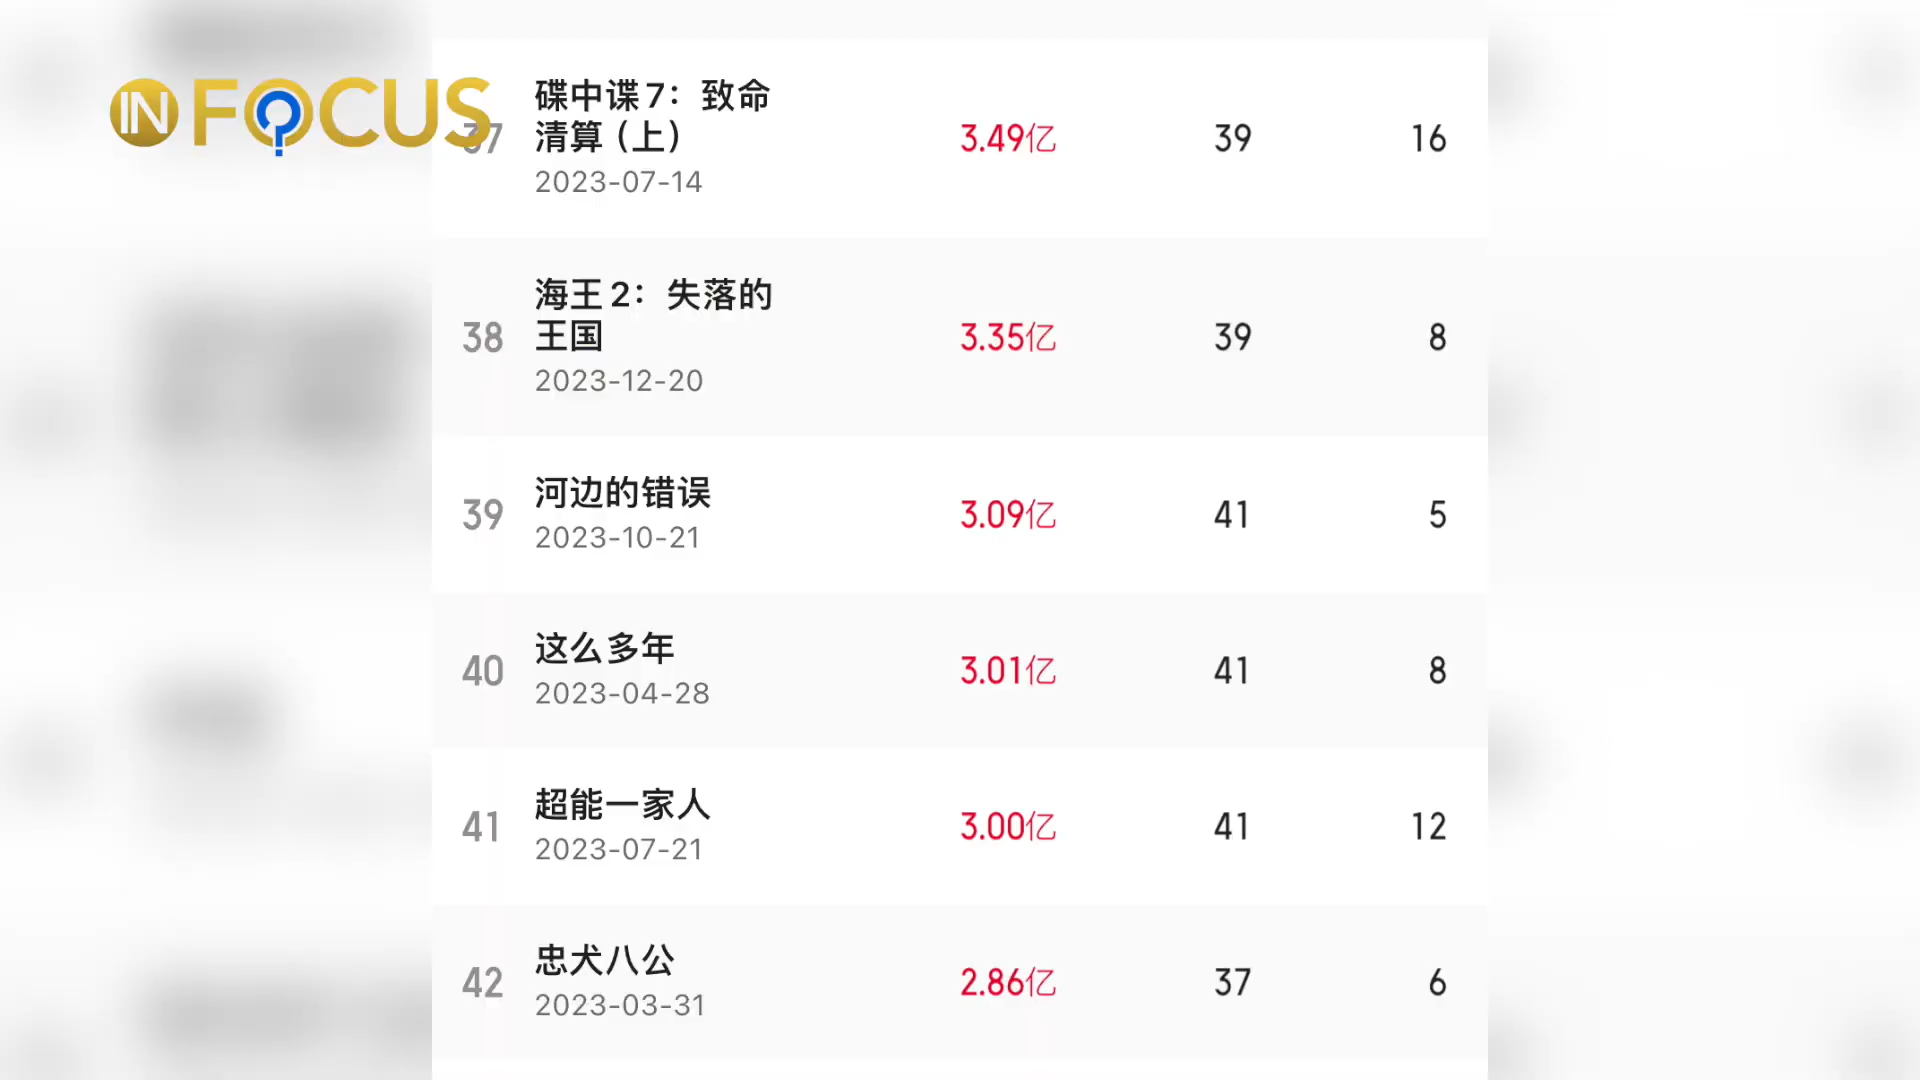 IN FOCUS
37 碟中谍7：致命
清算（上） 3.49亿 39 16
2023-07-14
海王2：失落的
38 王国 3.35亿 39 8
2023-12-20
河边的错误
39 3.09亿 41 5
2023-10-21
这么多年
40 3.01亿 41 8
2023-04-28
超能一家人
41 3.00亿 41 12
2023-07-21
忠犬八公
42 2.86亿 37 6
2023-03-31